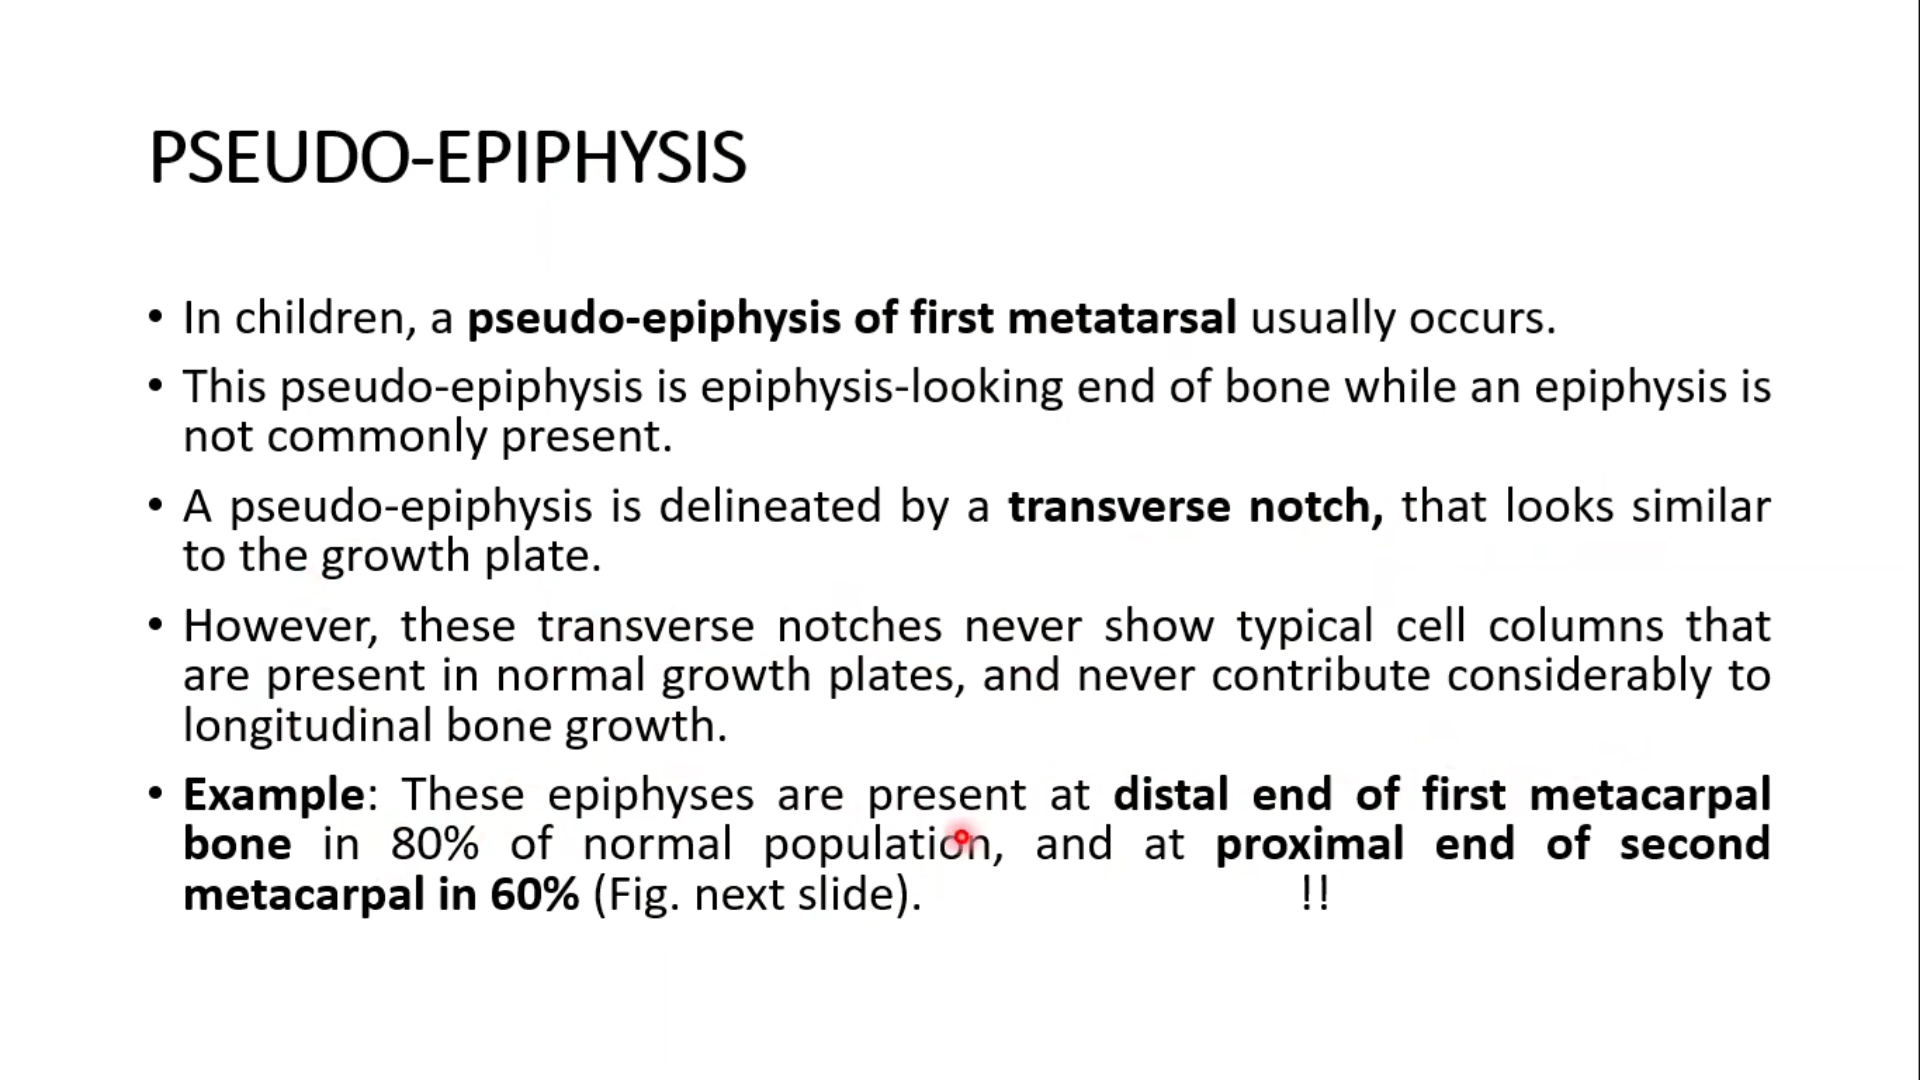 PSEUDO-EPIPHYSIS
• In children, a pseudo-epiphysis of first metatarsal usually occurs.
• This pseudo-epiphysis is epiphysis-looking end of bone while an epiphysis is
not commonly present.
• A pseudo-epiphysis is delineated by a transverse notch, that looks similar
to the growth plate.
• However, these transverse notches never show typical cell columns that
are present in normal growth plates, and never contribute considerably to
longitudinal bone growth.
• Example: These epiphyses are present at distal end of first metacarpal
bone in 80% of normal population, and at proximal end of second
metacarpal in 60% (Fig. next slide). !!